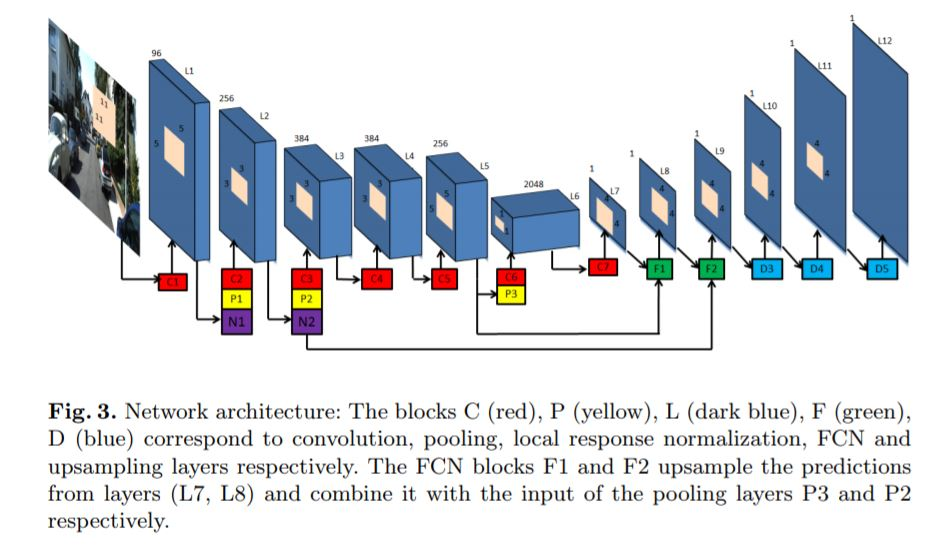 96
L1
256
L2
384
L3
384
L4
256
L5
2048
L6
1
L7
1
L8
1
L9
1
L10
1
L11
1
L12
11
11
5
5
3
3
3
3
3
3
5
5
1
1
4
4
4
4
4
4
4
4
4
4
C1
C2
P1
N1
C3
P2
N2
C4
C5
C6
P3
C7
F1
F2
D3
D4
D5
Fig. 3. Network architecture: The blocks C (red), P (yellow), L (dark blue), F (green),
D (blue) correspond to convolution, pooling, local response normalization, FCN and
upsampling layers respectively. The FCN blocks F1 and F2 upsample the predictions
from layers (L7, L8) and combine it with the input of the pooling layers P3 and P2
respectively.